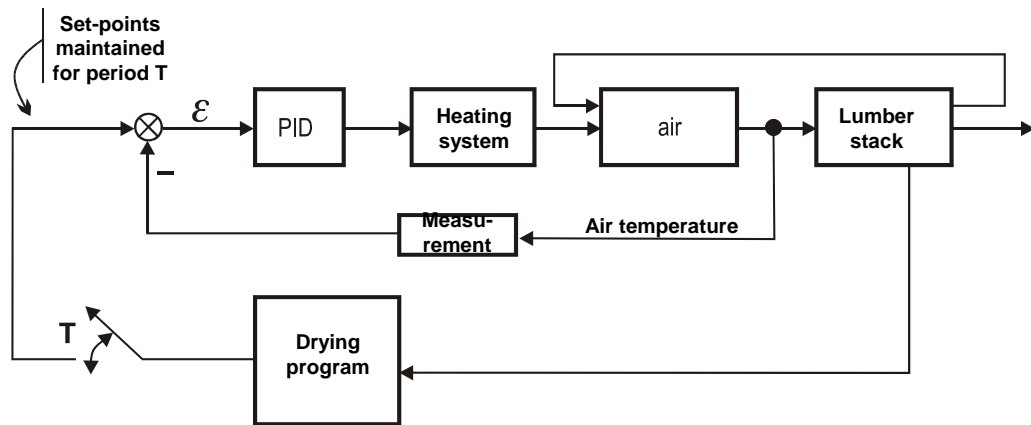 Set-points
maintained
for period T
ε
PID
Heating
system
air
Lumber
stack
–
Measu-
rement
Air temperature
T
Drying
program